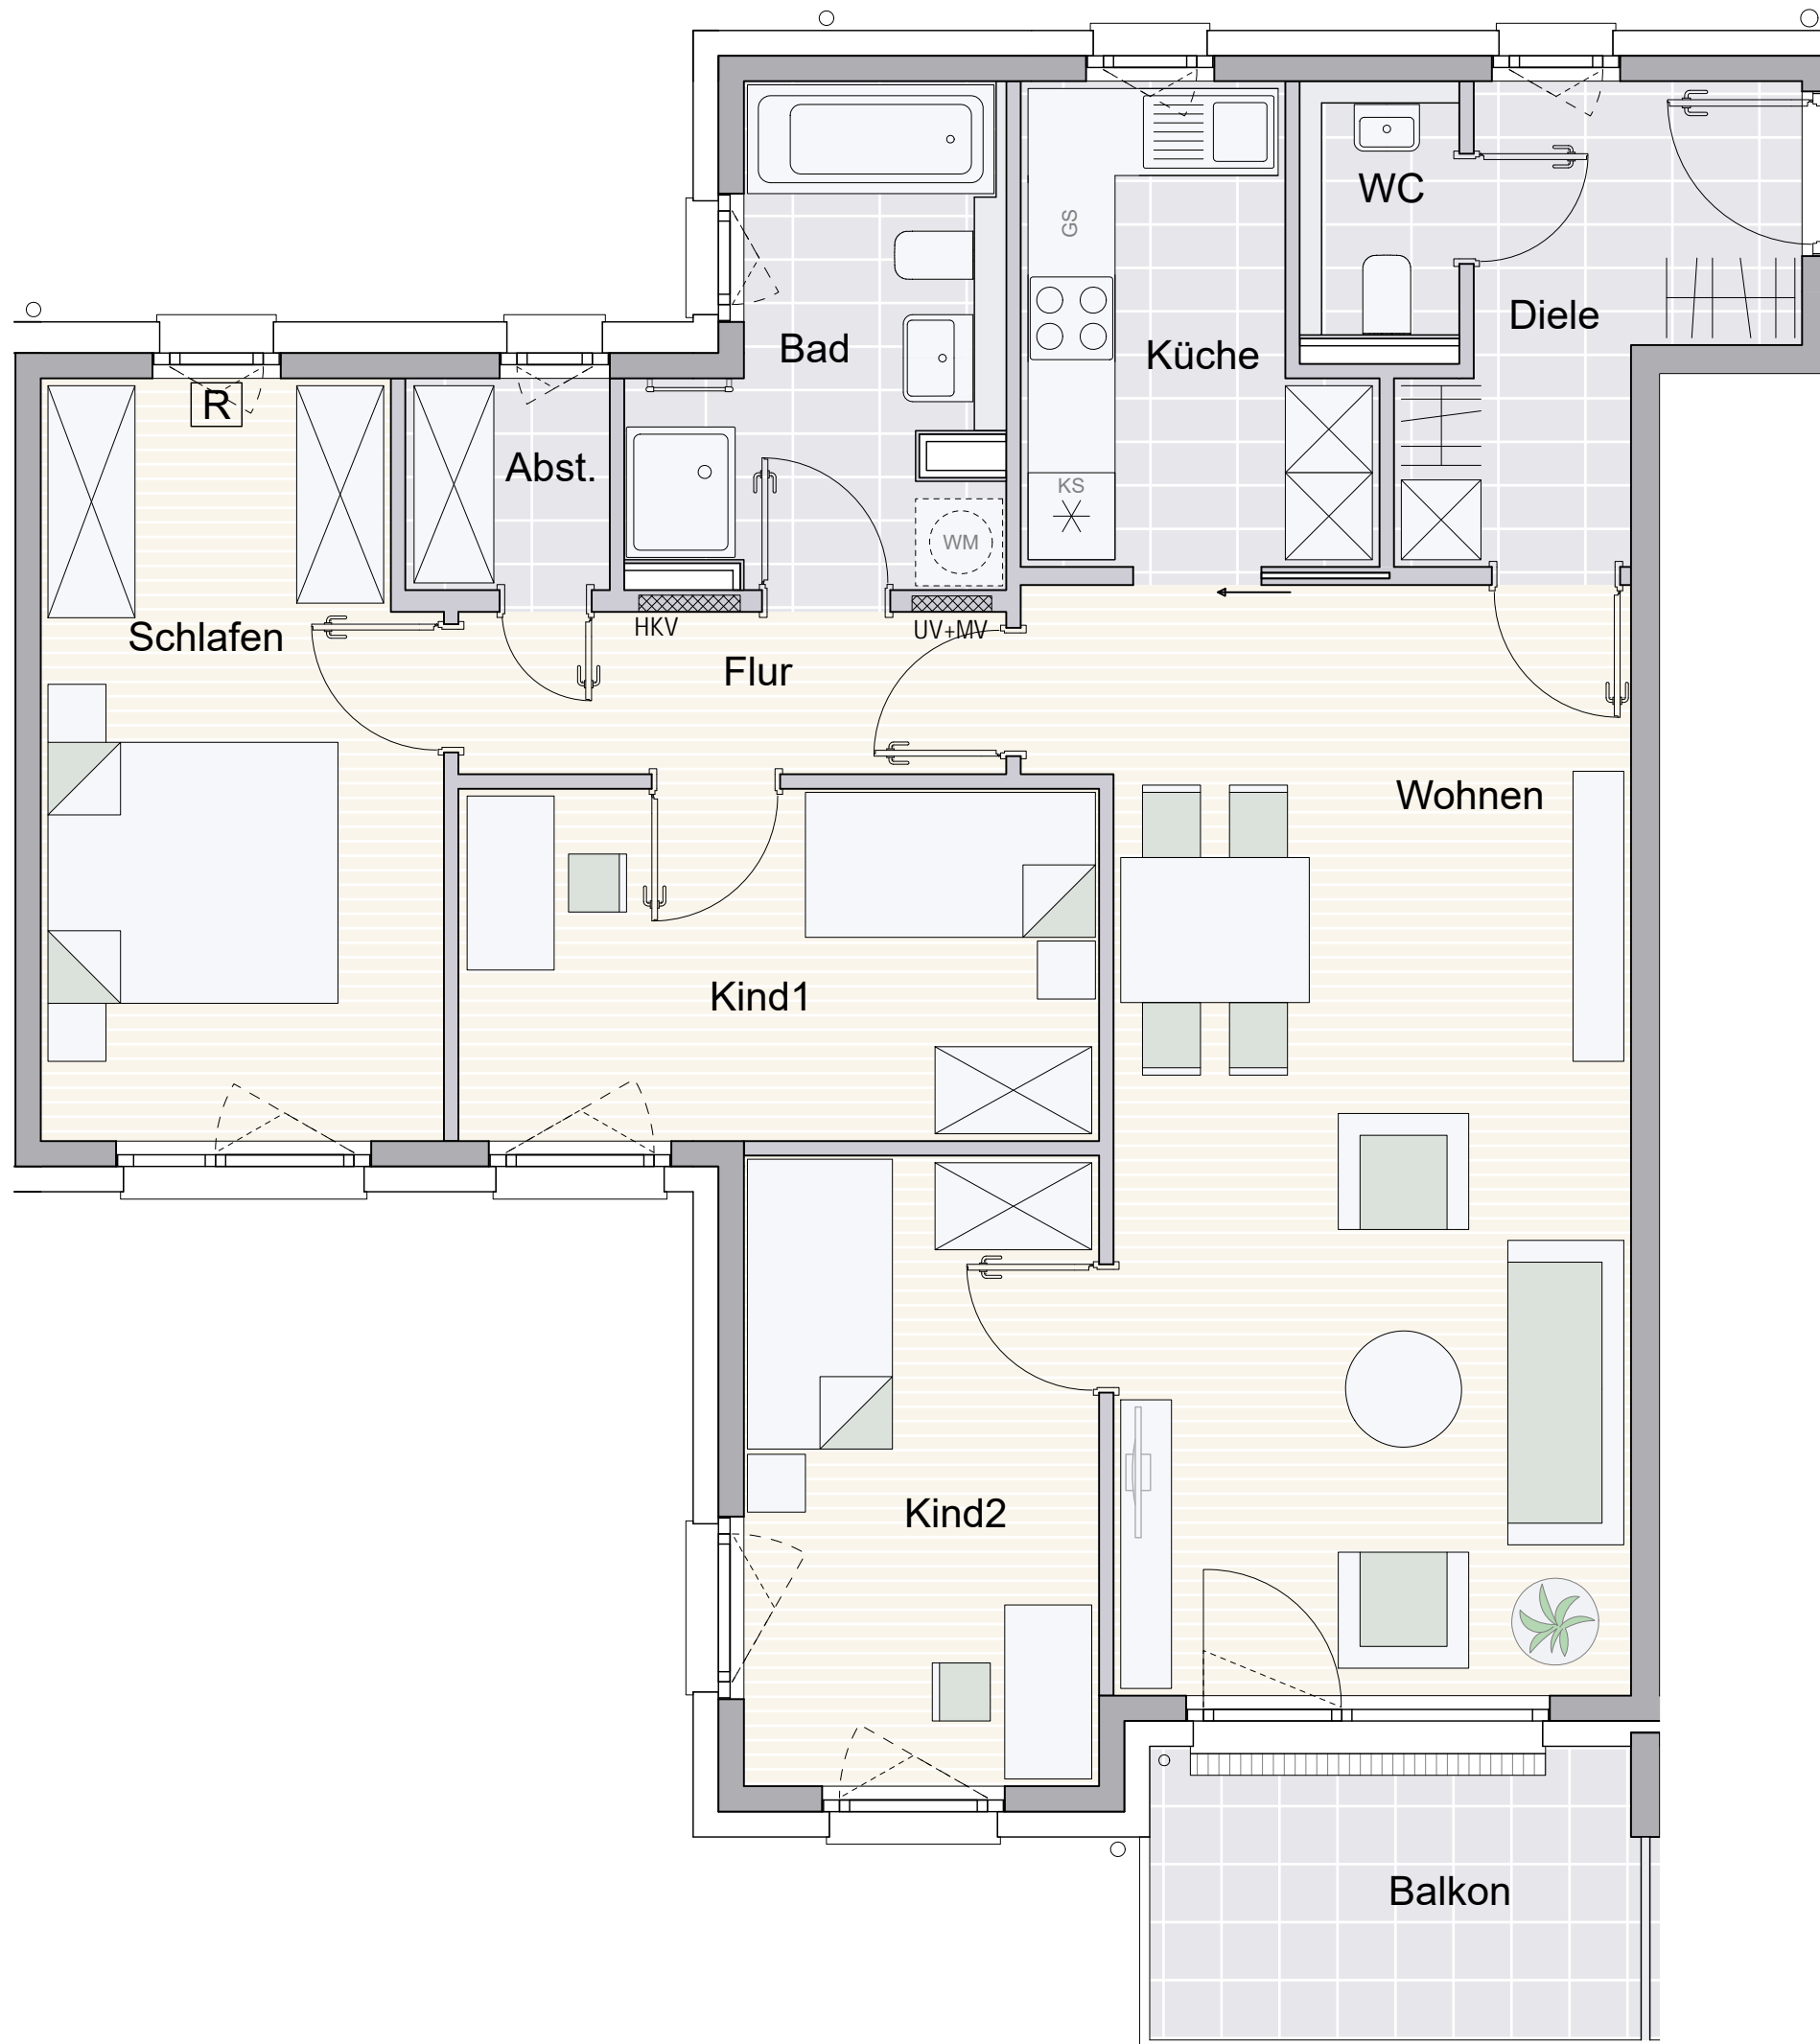 WC
GS
Diele
Bad
Küche
R
Abst.
KS
WM
HKV
UV+MV
Schlafen
Flur
Wohnen
Kind1
Kind2
Balkon